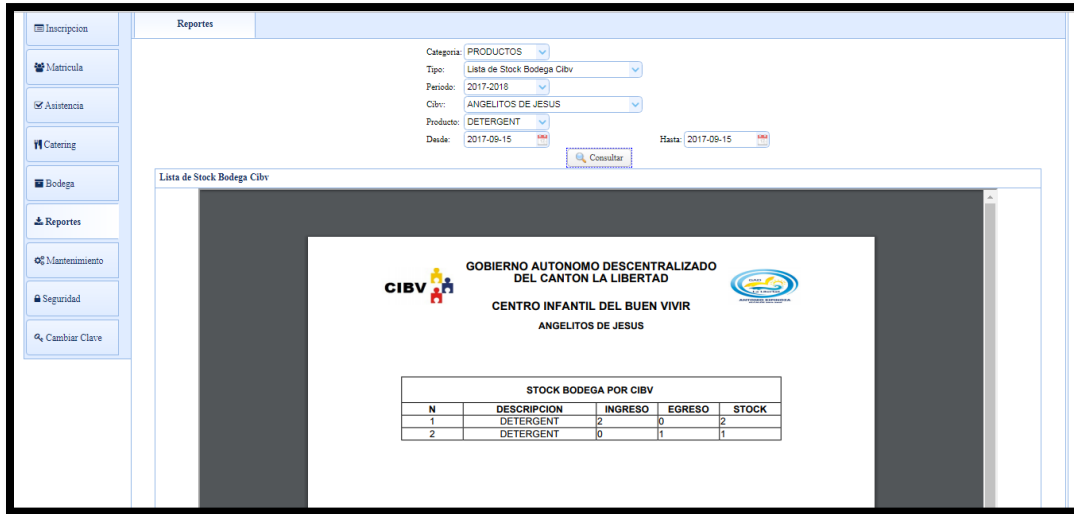 Inscripcion
Matricula
Asistencia
Catering
Bodega
Reportes
Mantenimiento
Seguridad
Cambiar Clave
Reportes
Categoria: PRODUCTOS
Tipo: Lista de Stock Bodega Cibv
Periodo: 2017-2018
Cibv: ANGELITOS DE JESUS
Producto: DETERGENT
Desde: 2017-09-15 Hasta: 2017-09-15
Consultar
Lista de Stock Bodega Cibv
CIBV
GOBIERNO AUTONOMO DESCENTRALIZADO
DEL CANTON LA LIBERTAD
CENTRO INFANTIL DEL BUEN VIVIR
ANGELITOS DE JESUS
STOCK BODEGA POR CIBV
N DESCRIPCION INGRESO EGRESO STOCK
1 DETERGENT 2 0 2
2 DETERGENT 0 1 1